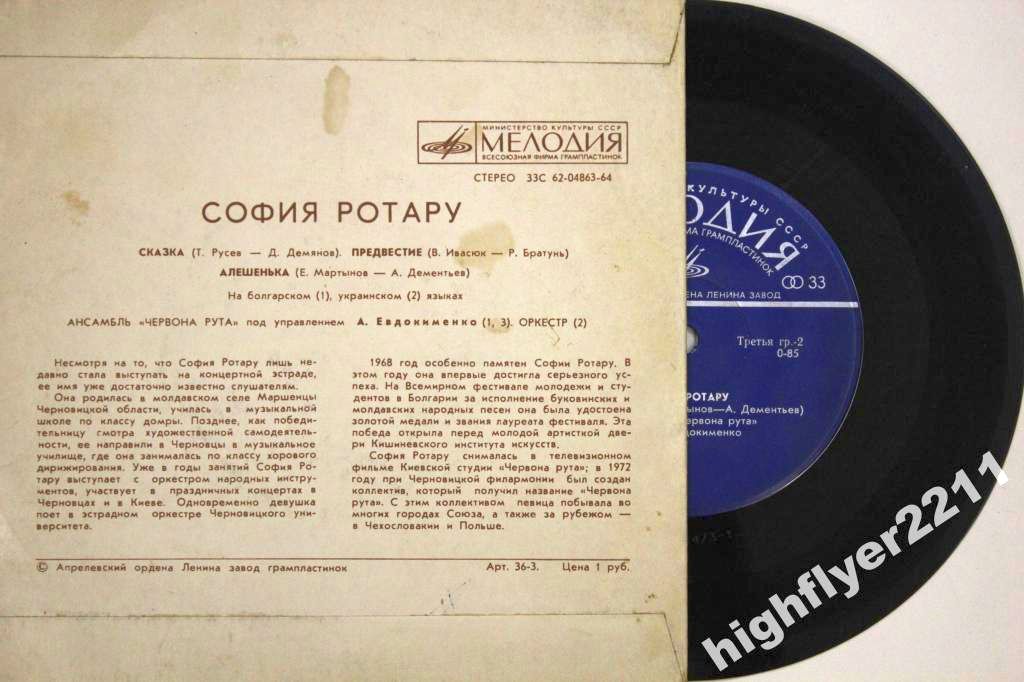 МИНИСТЕРСТВО КУЛЬТУРЫ СССР
МЕЛОДИЯ
ВСЕСОЮЗНАЯ ФИРМА ГРАМПЛАСТИНОК
СТЕРЕО 33С 62-04863-64
СОФИЯ РОТАРУ
СКАЗКА (Т. Русев — Д. Демянов). ПРЕДВЕСТИЕ (В. Ивасюк — Р. Братунь)
АЛЕШЕНЬКА (Е. Мартынов — А. Дементьев)
На болгарском (1), украинском (2) языках
АНСАМБЛЬ «ЧЕРВОНА РУТА» под управлением А. Евдокименко (1, 3). ОРКЕСТР (2)
Несмотря на то, что София Ротару лишь не-
давно стала выступать на концертной эстраде,
ее имя уже достаточно известно слушателям.
Она родилась в молдавском селе Маршенцы
Черновицкой области, училась в музыкальной
школе по классу домры. Позднее, как победи-
тельницу смотра художественной самодеятель-
ности, ее направили в Черновцы в музыкальное
училище, где она занималась по классу хорового
дирижирования. Уже в годы занятий София Ро-
тару выступает с оркестром народных инстру-
ментов, участвует в праздничных концертах в
Черновцах и в Киеве. Одновременно девушка
поет в эстрадном оркестре Черновицкого уни-
верситета.
1968 год особенно памятен Софии Ротару. В
этом году она впервые достигла серьезного ус-
пеха. На Всемирном фестивале молодежи и сту-
дентов в Болгарии за исполнение буковинских и
молдавских народных песен она была удостоена
золотой медали и звания лауреата фестиваля. Эта
победа открыла перед молодой артисткой две-
ри Кишиневского института искусств.
София Ротару снималась в телевизионном
фильме Киевской студии «Червона рута»; в 1972
году при Черновицкой филармонии был создан
коллектив, который получил название «Червона
рута». С этим коллективом певица побывала во
многих городах Союза, а также за рубежом —
в Чехословакии и Польше.
© Апрелевский ордена Ленина завод грампластинок Арт. 36-3. Цена 1 руб.
КУЛЬТУРЫ СССР
ЛОДИЯ
ФИРМА ГРАМПЛАСТИНОК
33
ЕНА ЛЕНИНА ЗАВОД
Третья гр.-2
0-85
РОТАРУ
тынов—А. Дементьев)
ервона рута»
докименко
highflyer2211